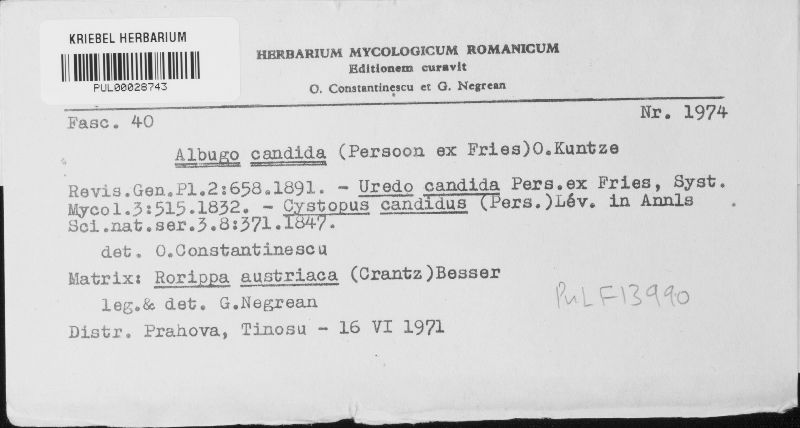 KRIEBEL HERBARIUM
PUL00028743
HERBARIUM MYCOLOGICUM ROMANICUM
Editionem curavit
O. Constantinescu et G. Negrean
Fasc. 40
Nr. 1974
Albugo candida (Persoon ex Fries)O.Kuntze
Revis.Gen.Pl.2:658.1891. - Uredo candida Pers.ex Fries, Syst.
Mycol.3:515.1832. - Cystopus candidus (Pers.)Lév. in Annls
Sci.nat.ser.3.8:371.1847.
det. O.Constantinescu
Matrix: Rorippa austriaca (Crantz)Besser
leg.& det. G.Negrean
Distr. Prahova, Tinosu - 16 VI 1971
PuL F13990